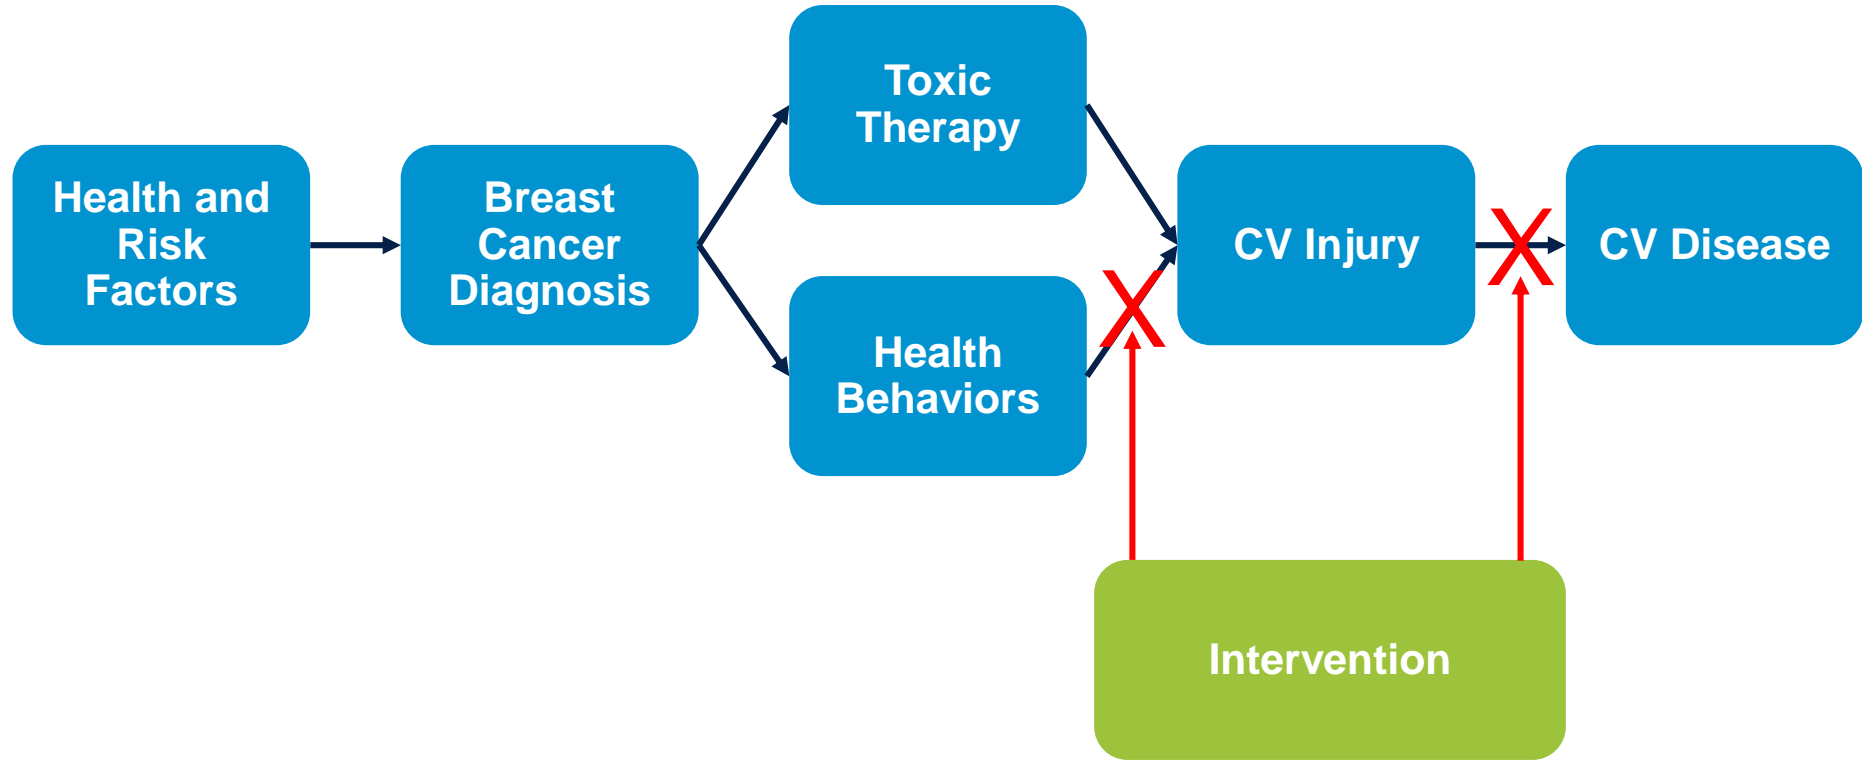 Health and
Risk
Factors
Breast
Cancer
Diagnosis
Toxic
Therapy
Health
Behaviors
X
CV Injury
X
CV Disease
Intervention